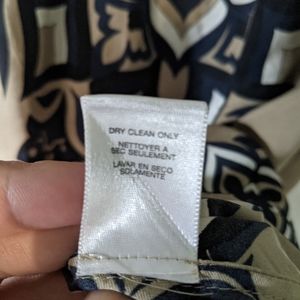 DRY CLEAN ONLY
NETTOYER A
SEC SEULEMENT
LAVAR EN SECO
SOLAMENTE